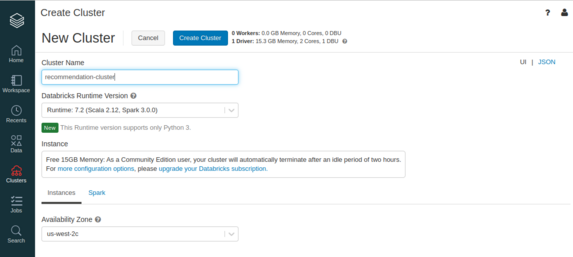 Create Cluster
?
New Cluster
Cancel
Create Cluster
0 Workers: 0.0 GB Memory, 0 Cores, 0 DBU
1 Driver: 15.3 GB Memory, 2 Cores, 1 DBU ?
Home
Workspace
Recents
Data
Clusters
Jobs
Search
Cluster Name
UI | JSON
recommendation-cluster
Databricks Runtime Version ?
Runtime: 7.2 (Scala 2.12, Spark 3.0.0)
New This Runtime version supports only Python 3.
Instance
Free 15GB Memory: As a Community Edition user, your cluster will automatically terminate after an idle period of two hours.
For more configuration options, please upgrade your Databricks subscription.
Instances Spark
Availability Zone ?
us-west-2c